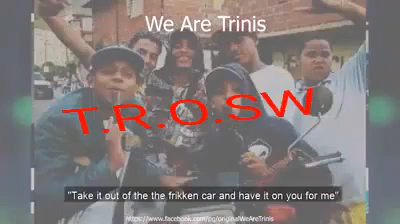 We Are Trinis
T.R.O.SW
"Take it out of the the frikken car and have it on you for me"
https://www.facebook.com/pg/originalWeAreTrinis